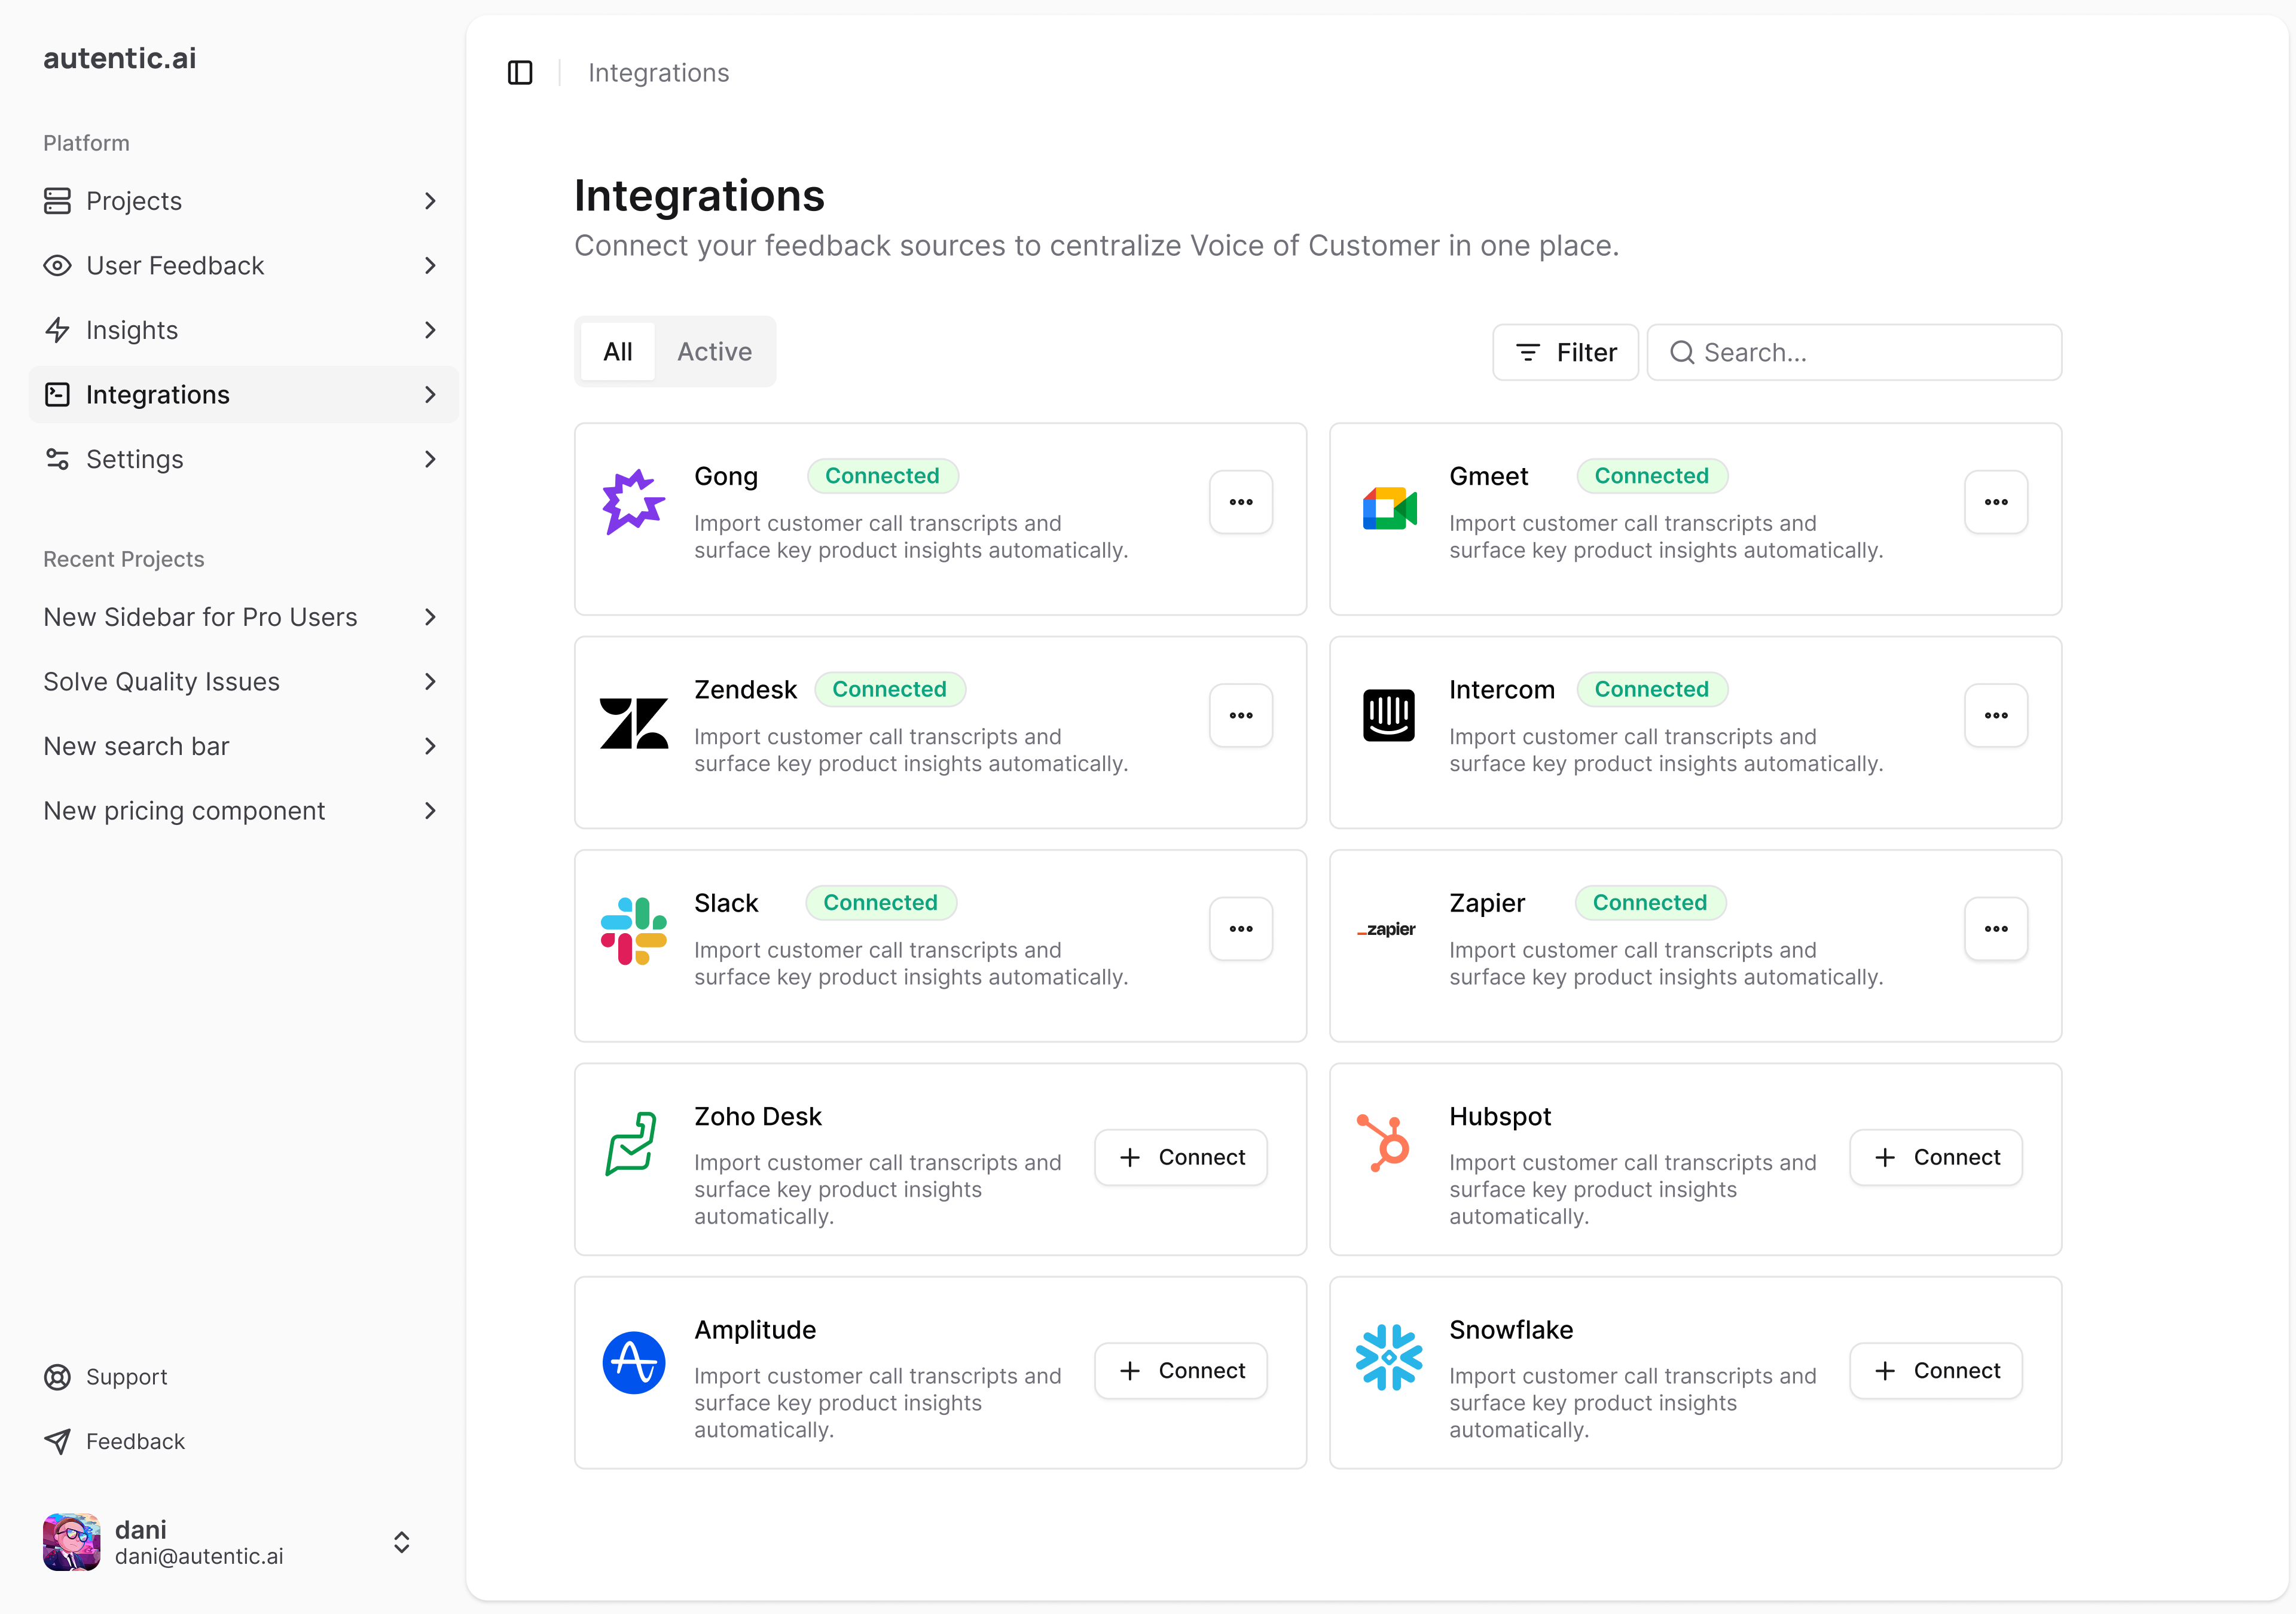 autentic.ai
Platform
Projects
User Feedback
Insights
Integrations
Settings
Recent Projects
New Sidebar for Pro Users
Solve Quality Issues
New search bar
New pricing component
Support
Feedback
dani
dani@autentic.ai
Integrations
Integrations
Connect your feedback sources to centralize Voice of Customer in one place.
All Active
Filter
Search...
Gong Connected
Import customer call transcripts and
surface key product insights automatically.
Gmeet Connected
Import customer call transcripts and
surface key product insights automatically.
Zendesk Connected
Import customer call transcripts and
surface key product insights automatically.
Intercom Connected
Import customer call transcripts and
surface key product insights automatically.
Slack Connected
Import customer call transcripts and
surface key product insights automatically.
_zapier
Zapier Connected
Import customer call transcripts and
surface key product insights automatically.
Zoho Desk
Import customer call transcripts and
surface key product insights
automatically.
Connect
Hubspot
Import customer call transcripts and
surface key product insights
automatically.
Connect
Amplitude
Import customer call transcripts and
surface key product insights
automatically.
Connect
Snowflake
Import customer call transcripts and
surface key product insights
automatically.
Connect